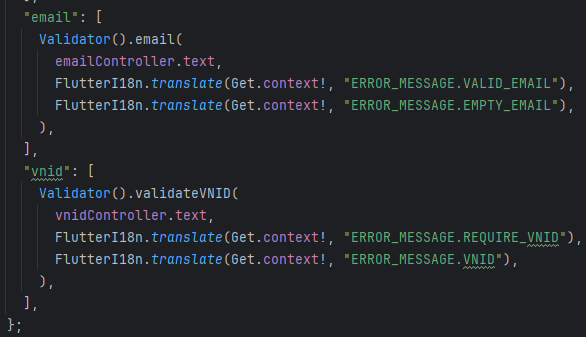 "email": [
Validator().email(
emailController.text,
FlutterI18n.translate(Get.context!, "ERROR_MESSAGE.VALID_EMAIL"),
FlutterI18n.translate(Get.context!, "ERROR_MESSAGE.EMPTY_EMAIL"),
),
],
"vnid": [
Validator().validateVNID(
vnidController.text,
FlutterI18n.translate(Get.context!, "ERROR_MESSAGE.REQUIRE_VNID"),
FlutterI18n.translate(Get.context!, "ERROR_MESSAGE.VNID"),
),
],
};